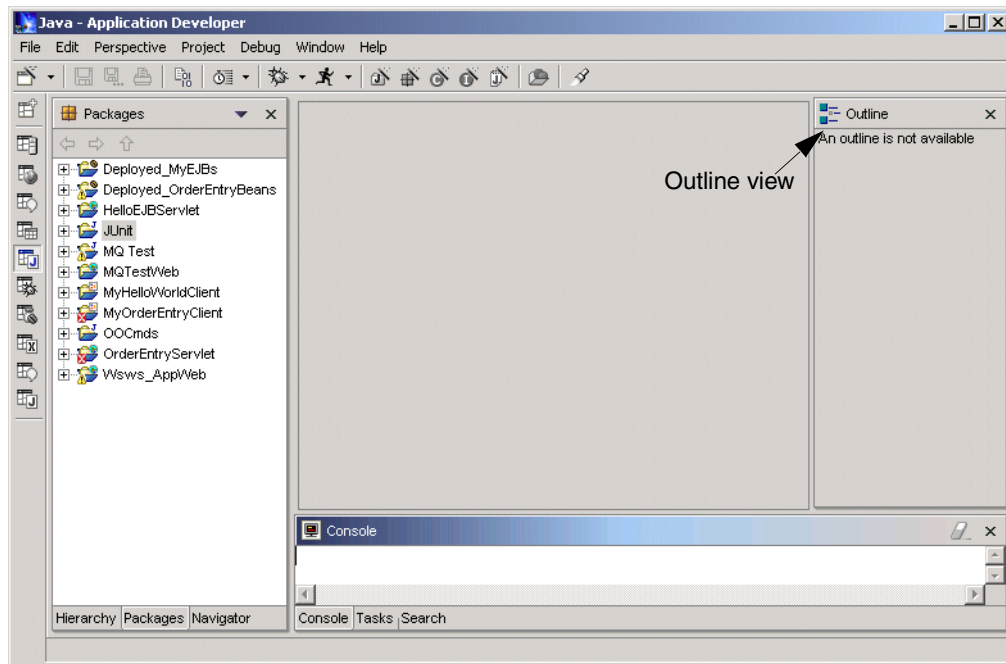 Java - Application Developer
File Edit Perspective Project Debug Window Help
Packages
Deployed_MyEJBs
Deployed_OrderEntryBeans
HelloEJBServlet
JUnit
MQ Test
MQTestWeb
MyHelloWorldClient
MyOrderEntryClient
OOCmds
OrderEntryServlet
Wsws_AppWeb
Hierarchy Packages Navigator
Outline
An outline is not available
Outline view
Console
Console Tasks Search